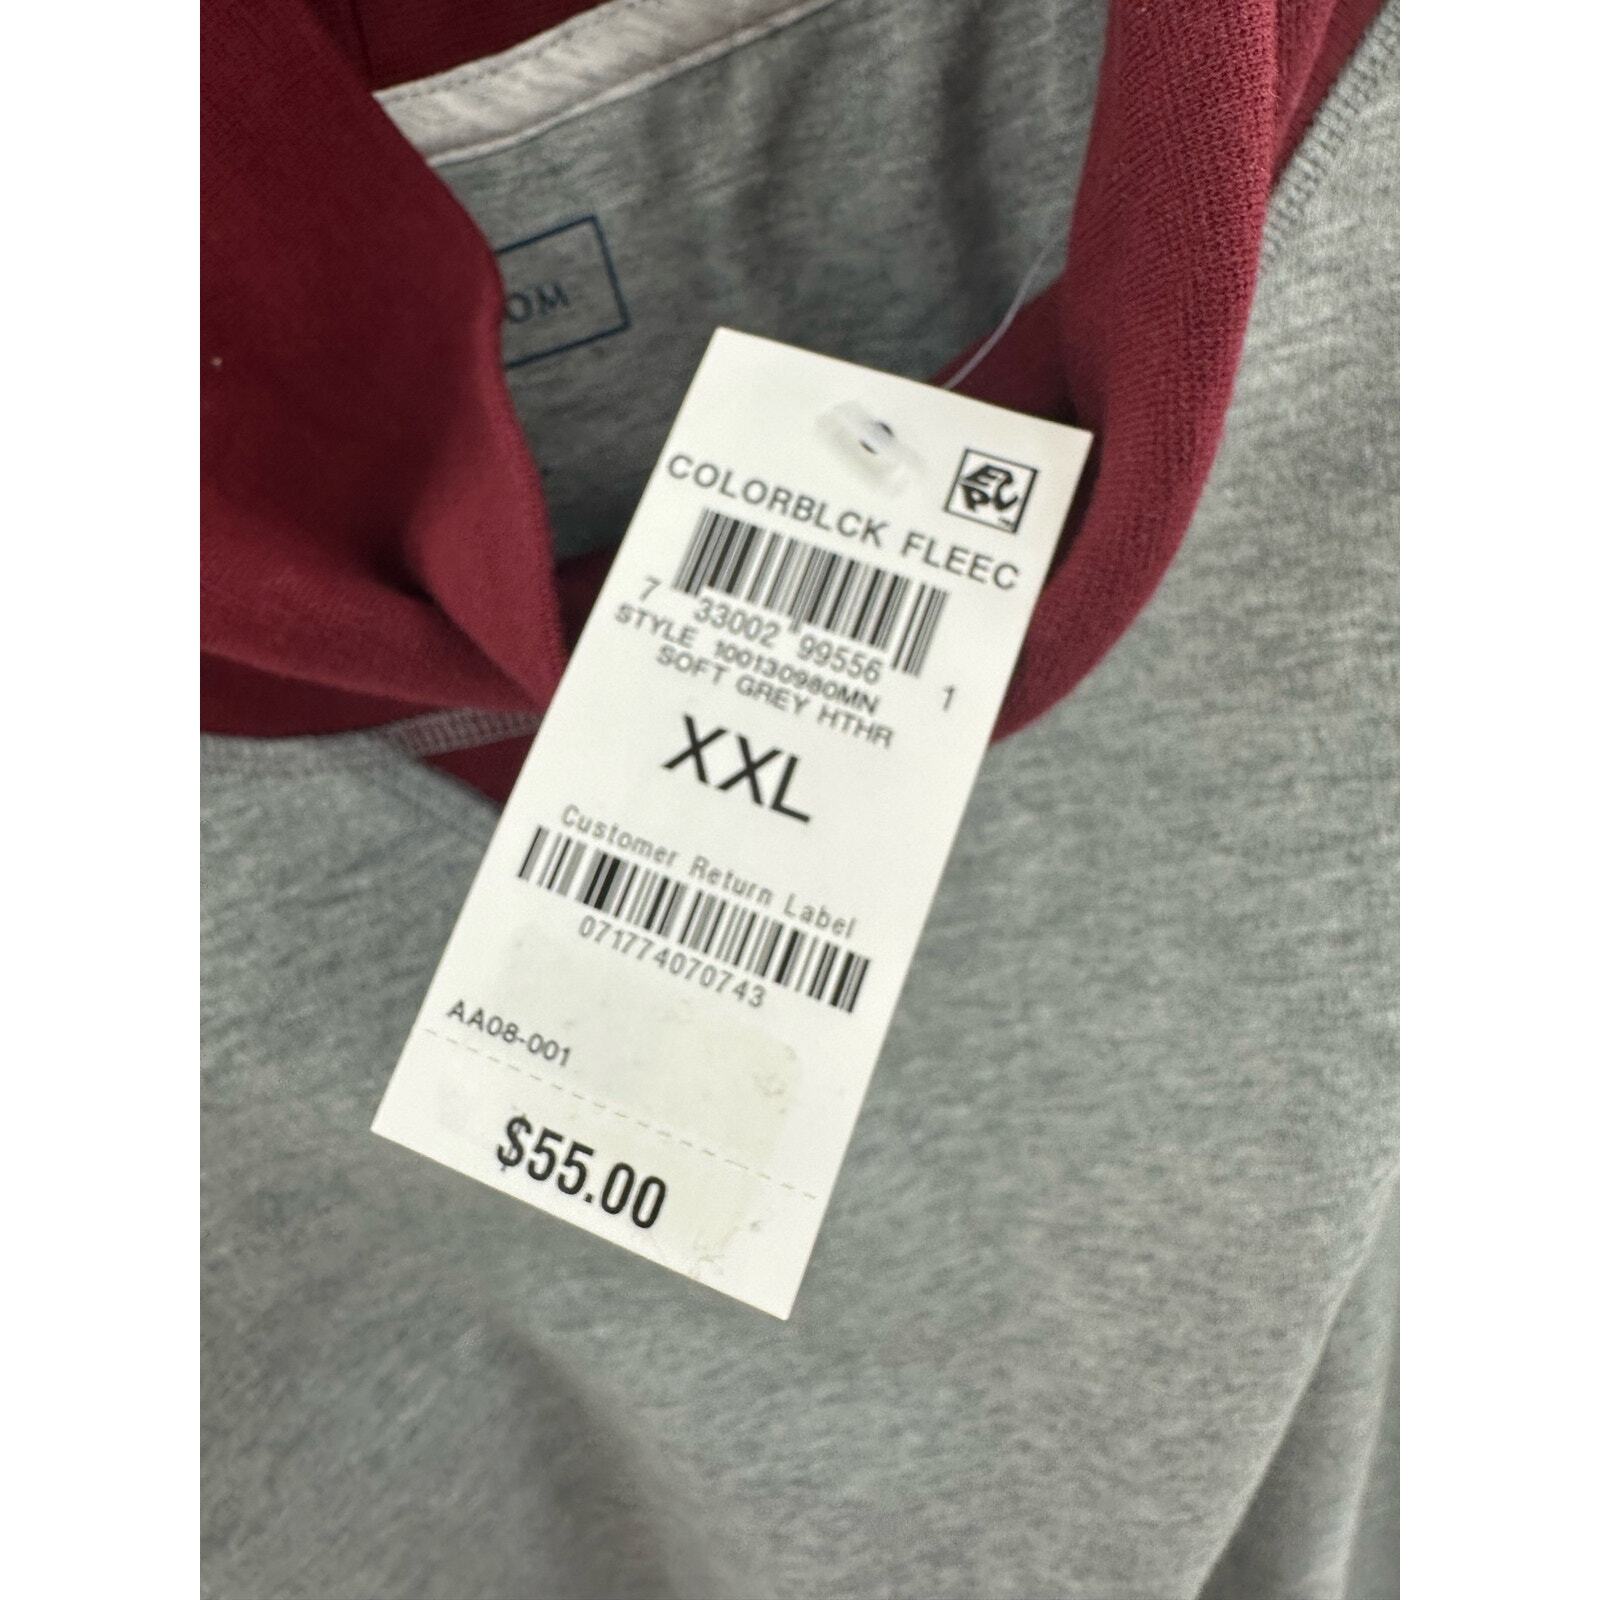 OM
COLORBLCK FLEEC
7 33002 99556 1
STYLE 100130980MN
SOFT GREY HTHR
XXL
Customer Return Label
071774070743
AA08-001
$55.00